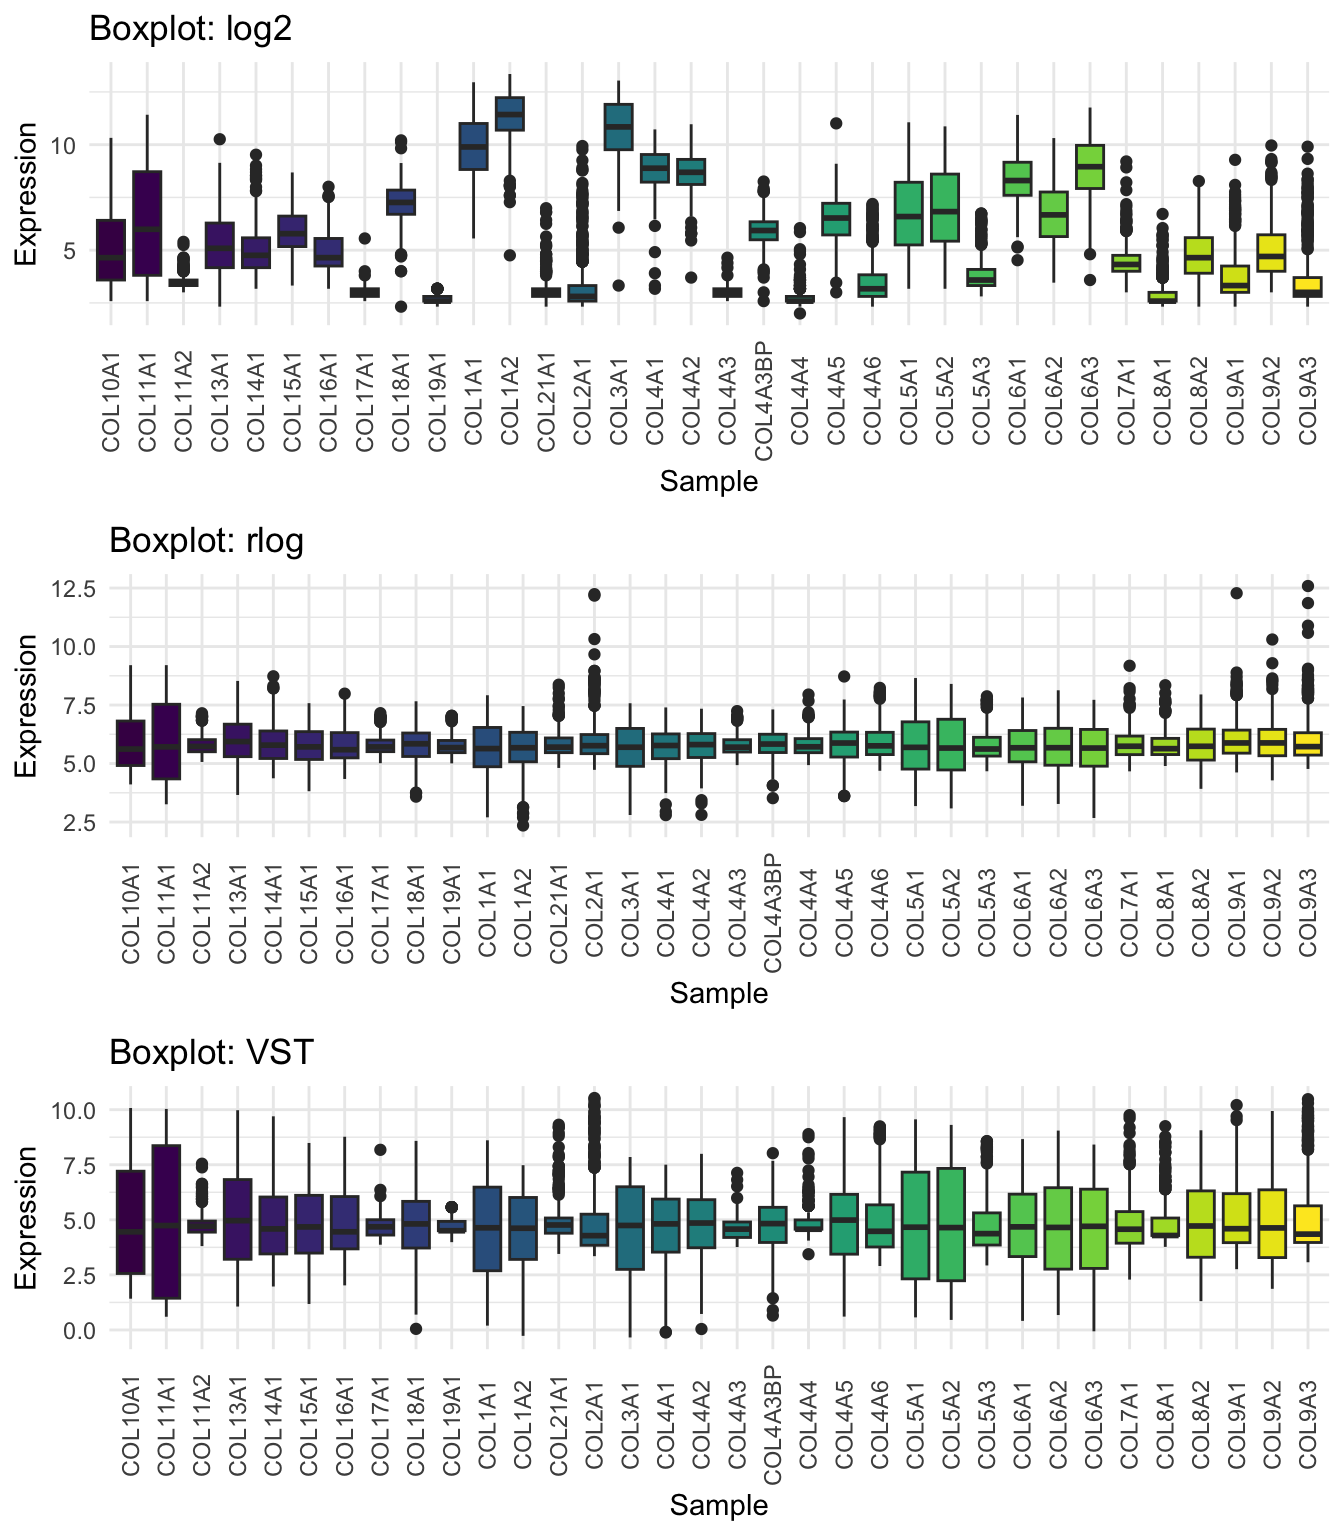 Boxplot: log2
Expression
10
5
COL10A1 COL11A1 COL11A2 COL13A1 COL14A1 COL15A1 COL16A1 COL17A1 COL18A1 COL19A1 COL1A1 COL1A2 COL21A1 COL2A1 COL3A1 COL4A1 COL4A2 COL4A3 COL4A3BP COL4A4 COL4A5 COL4A6 COL5A1 COL5A2 COL5A3 COL6A1 COL6A2 COL6A3 COL7A1 COL8A1 COL8A2 COL9A1 COL9A2 COL9A3
Sample
Boxplot: rlog
Expression
12.5
10.0
7.5
5.0
2.5
COL10A1 COL11A1 COL11A2 COL13A1 COL14A1 COL15A1 COL16A1 COL17A1 COL18A1 COL19A1 COL1A1 COL1A2 COL21A1 COL2A1 COL3A1 COL4A1 COL4A2 COL4A3 COL4A3BP COL4A4 COL4A5 COL4A6 COL5A1 COL5A2 COL5A3 COL6A1 COL6A2 COL6A3 COL7A1 COL8A1 COL8A2 COL9A1 COL9A2 COL9A3
Sample
Boxplot: VST
Expression
10.0
7.5
5.0
2.5
0.0
COL10A1 COL11A1 COL11A2 COL13A1 COL14A1 COL15A1 COL16A1 COL17A1 COL18A1 COL19A1 COL1A1 COL1A2 COL21A1 COL2A1 COL3A1 COL4A1 COL4A2 COL4A3 COL4A3BP COL4A4 COL4A5 COL4A6 COL5A1 COL5A2 COL5A3 COL6A1 COL6A2 COL6A3 COL7A1 COL8A1 COL8A2 COL9A1 COL9A2 COL9A3
Sample